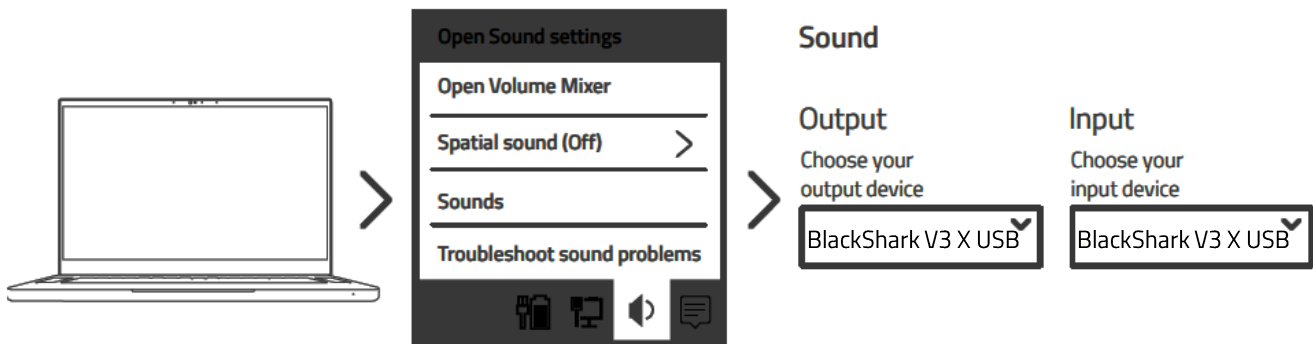 Open Sound settings
Open Volume Mixer
Spatial sound (Off)
Sounds
Troubleshoot sound problems
Sound
Output
Choose your
output device
BlackShark V3 X USB
Input
Choose your
input device
BlackShark V3 X USB